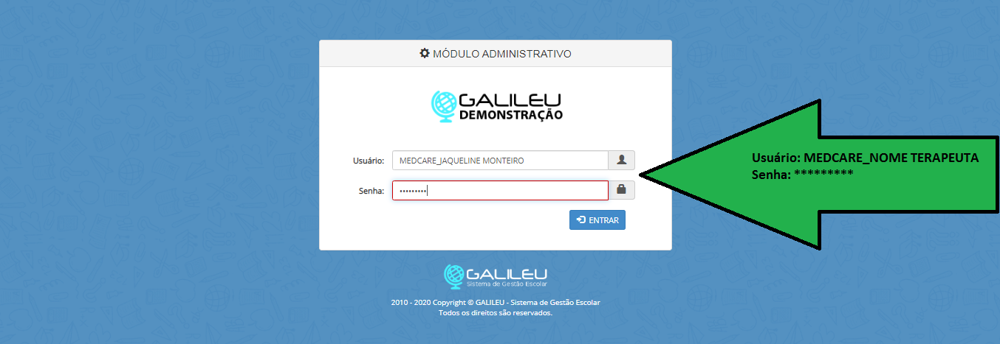 MÓDULO ADMINISTRATIVO
GALILEU
DEMONSTRAÇÃO
Usuário: MEDCARE_JAQUELINE MONTEIRO
Senha: •••••••••
ENTRAR
Usuário: MEDCARE_NOME TERAPEUTA
Senha: *********
GALILEU
Sistema de Gestão Escolar
2010 - 2020 Copyright © GALILEU - Sistema de Gestão Escolar
Todos os direitos são reservados.